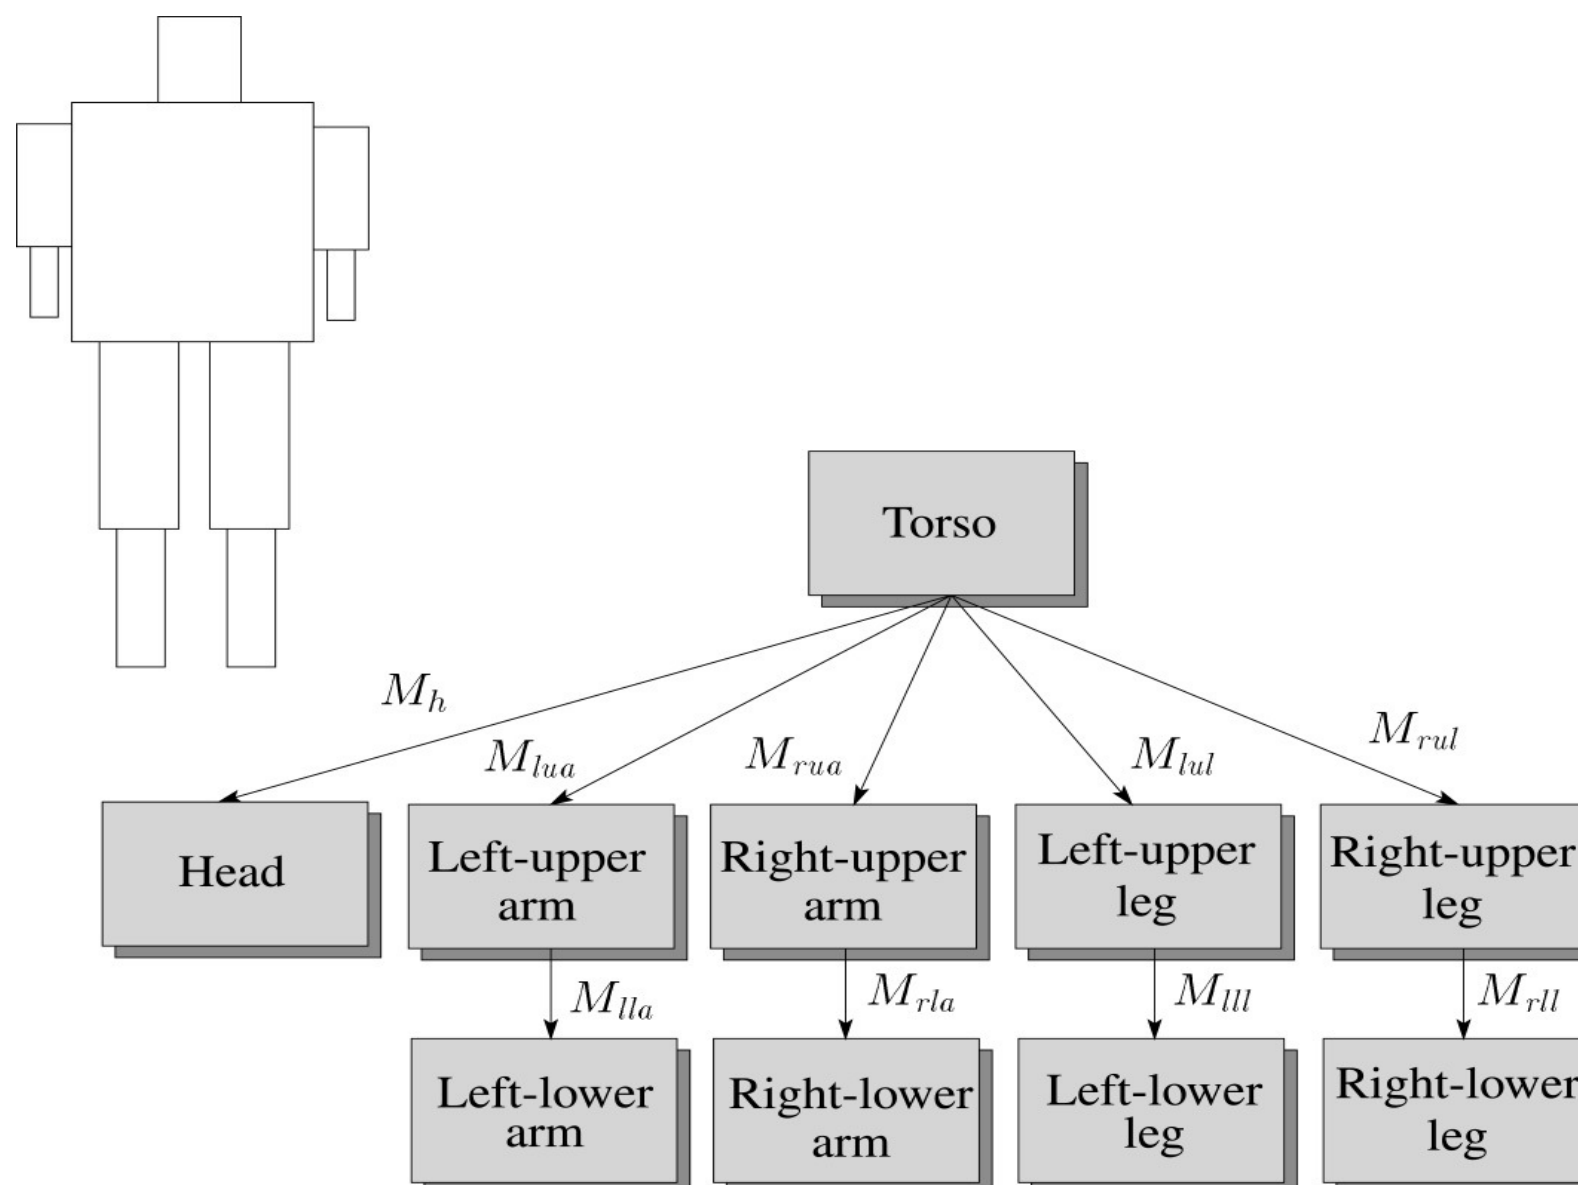 Torso
M_h
M_lua
M_rua
M_lul
M_rul
Head
Left-upper
arm
Right-upper
arm
Left-upper
leg
Right-upper
leg
M_lla
M_rla
M_lll
M_rll
Left-lower
arm
Right-lower
arm
Left-lower
leg
Right-lower
leg